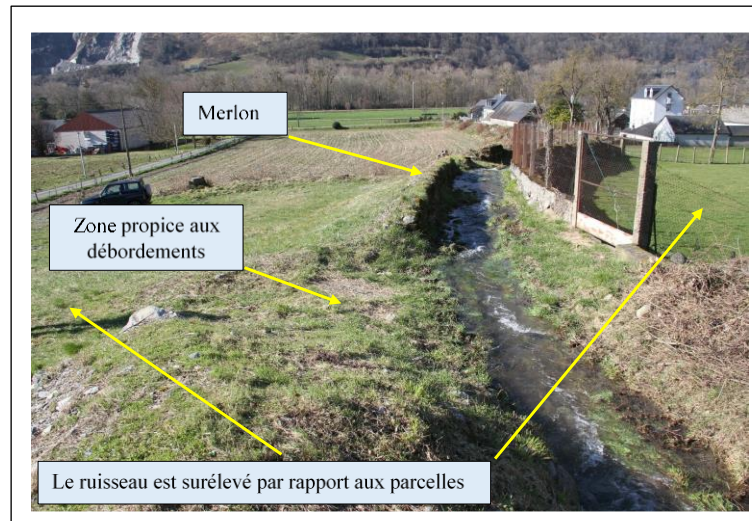 Merlon
Zone propice aux
débordements
Le ruisseau est surélevé par rapport aux parcelles